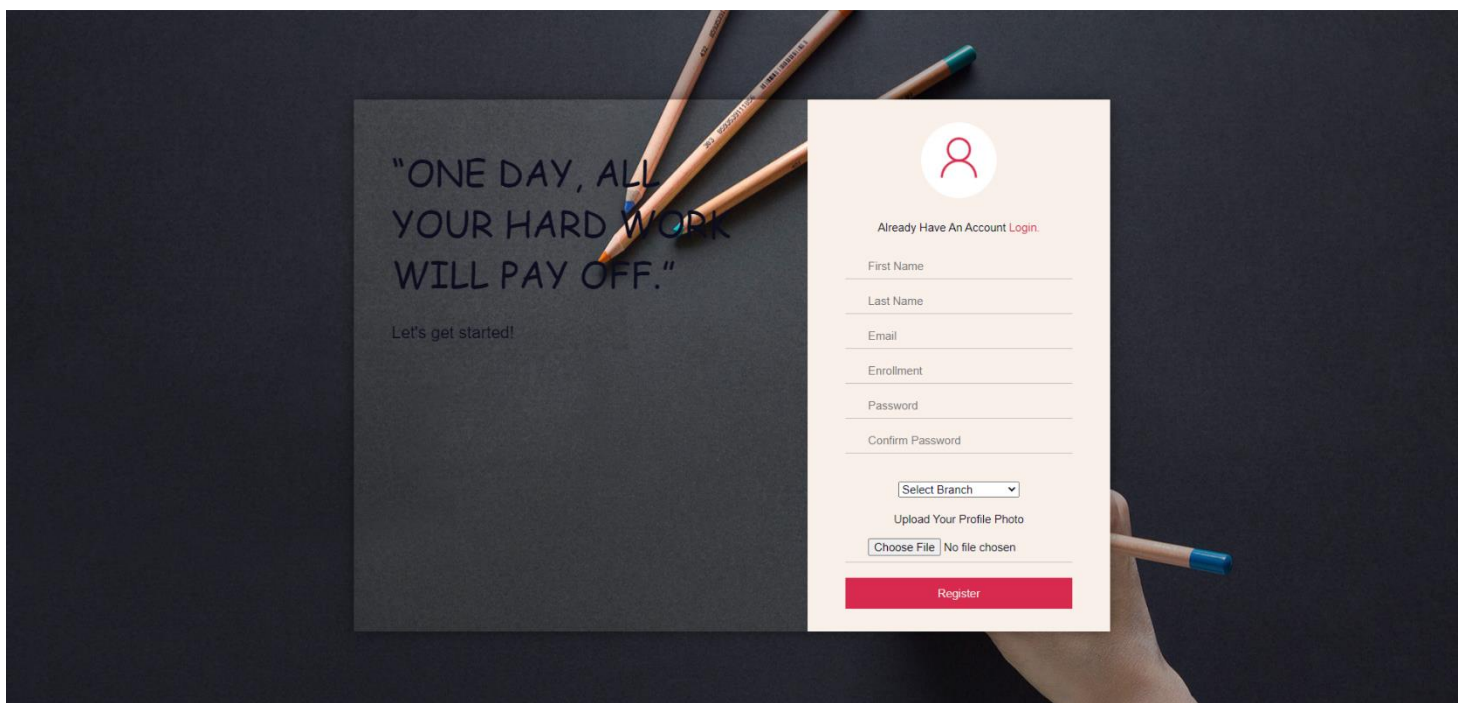 "ONE DAY, ALL
YOUR HARD WORK
WILL PAY OFF."
Let's get started!
Already Have An Account Login.
First Name
Last Name
Email
Enrollment
Password
Confirm Password
Select Branch
Upload Your Profile Photo
Choose File No file chosen
Register